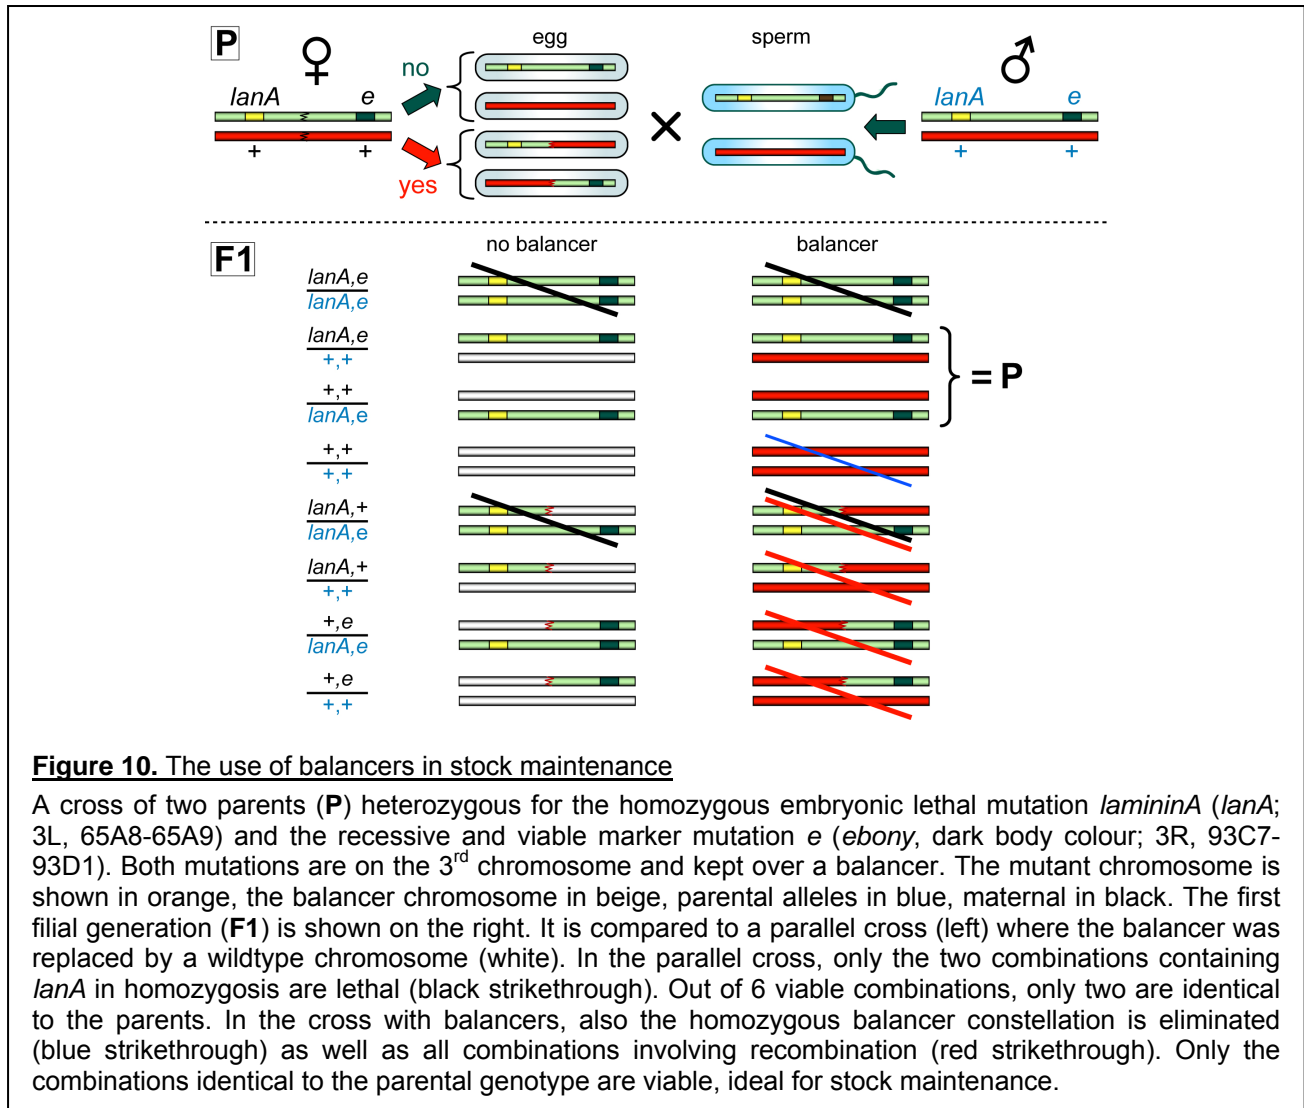 P
♀
egg
sperm
♂
no
yes
lanA e
+ +
×
lanA e
+ +
F1
no balancer
balancer
lanA,e
lanA,e
lanA,e
+,+
= P
+,+
lanA,e
+,+
+,+
lanA,+
lanA,e
lanA,+
+,+
+,e
lanA,e
+,e
+,+
Figure 10. The use of balancers in stock maintenance
A cross of two parents (P) heterozygous for the homozygous embryonic lethal mutation lamininA (lanA;
3L, 65A8-65A9) and the recessive and viable marker mutation e (ebony, dark body colour; 3R, 93C7-
93D1). Both mutations are on the 3rd chromosome and kept over a balancer. The mutant chromosome is
shown in orange, the balancer chromosome in beige, parental alleles in blue, maternal in black. The first
filial generation (F1) is shown on the right. It is compared to a parallel cross (left) where the balancer was
replaced by a wildtype chromosome (white). In the parallel cross, only the two combinations containing
lanA in homozygosis are lethal (black strikethrough). Out of 6 viable combinations, only two are identical
to the parents. In the cross with balancers, also the homozygous balancer constellation is eliminated
(blue strikethrough) as well as all combinations involving recombination (red strikethrough). Only the
combinations identical to the parental genotype are viable, ideal for stock maintenance.